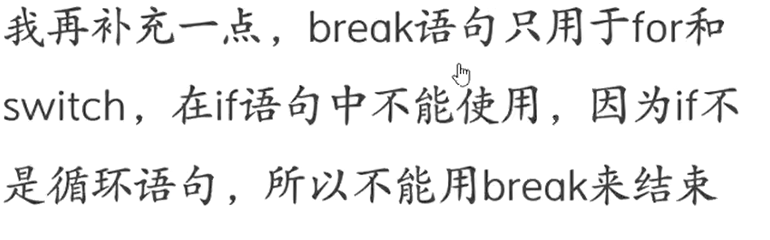 我再补充一点，break语句只用于for和
switch，在if语句中不能使用，因为if不
是循环语句，所以不能用break来结束